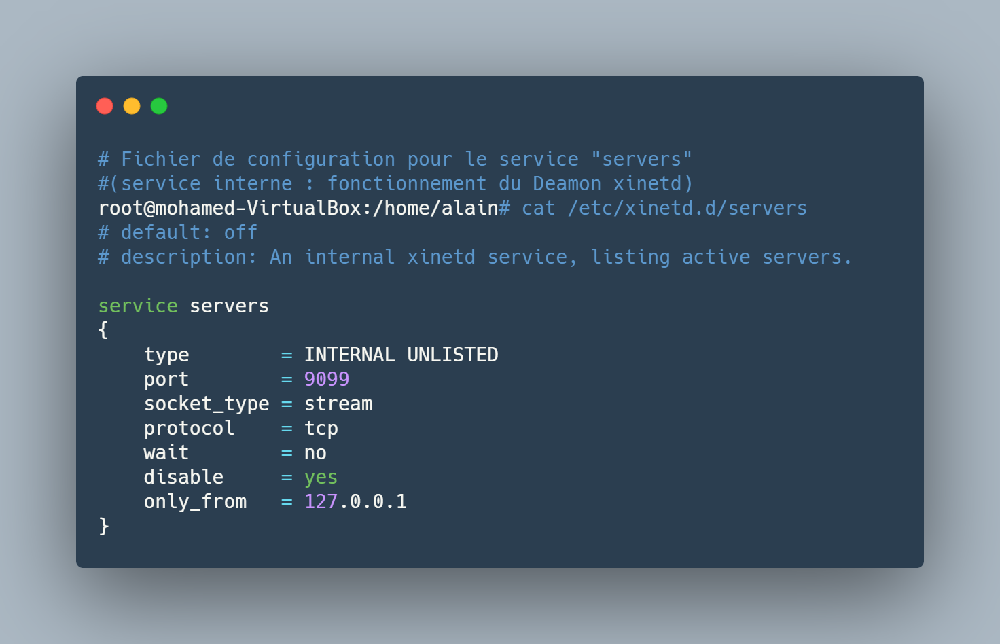 # Fichier de configuration pour le service "servers"
#(service interne : fonctionnement du Deamon xinetd)
root@mohamed-VirtualBox:/home/alain# cat /etc/xinetd.d/servers
# default: off
# description: An internal xinetd service, listing active servers.

service servers
{
    type        = INTERNAL UNLISTED
    port        = 9099
    socket_type = stream
    protocol    = tcp
    wait        = no
    disable     = yes
    only_from   = 127.0.0.1
}